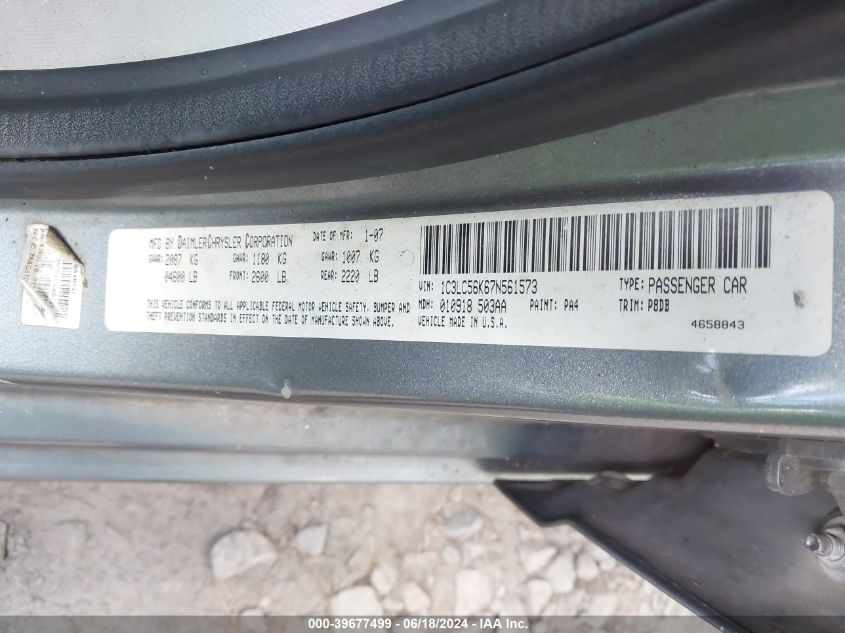 MFD BY DAIMLERCHRYSLER CORPORATION DATE OF MFR: 1-07
GVWR: 2087 KG GAWR: 1180 KG GAWR: 1007 KG
04600 LB FRONT: 2600 LB REAR: 2220 LB
THIS VEHICLE CONFORMS TO ALL APPLICABLE FEDERAL MOTOR VEHICLE SAFETY, BUMPER AND
THEFT PREVENTION STANDARDS IN EFFECT ON THE DATE OF MANUFACTURE SHOWN ABOVE.
VIN: 1C3LC56K67N561573 TYPE: PASSENGER CAR
MDH: 010918 503AA PAINT: PA4 TRIM: P8DB
VEHICLE MADE IN U.S.A.
4658843
000-39677499 - 06/18/2024 - IAAI.com